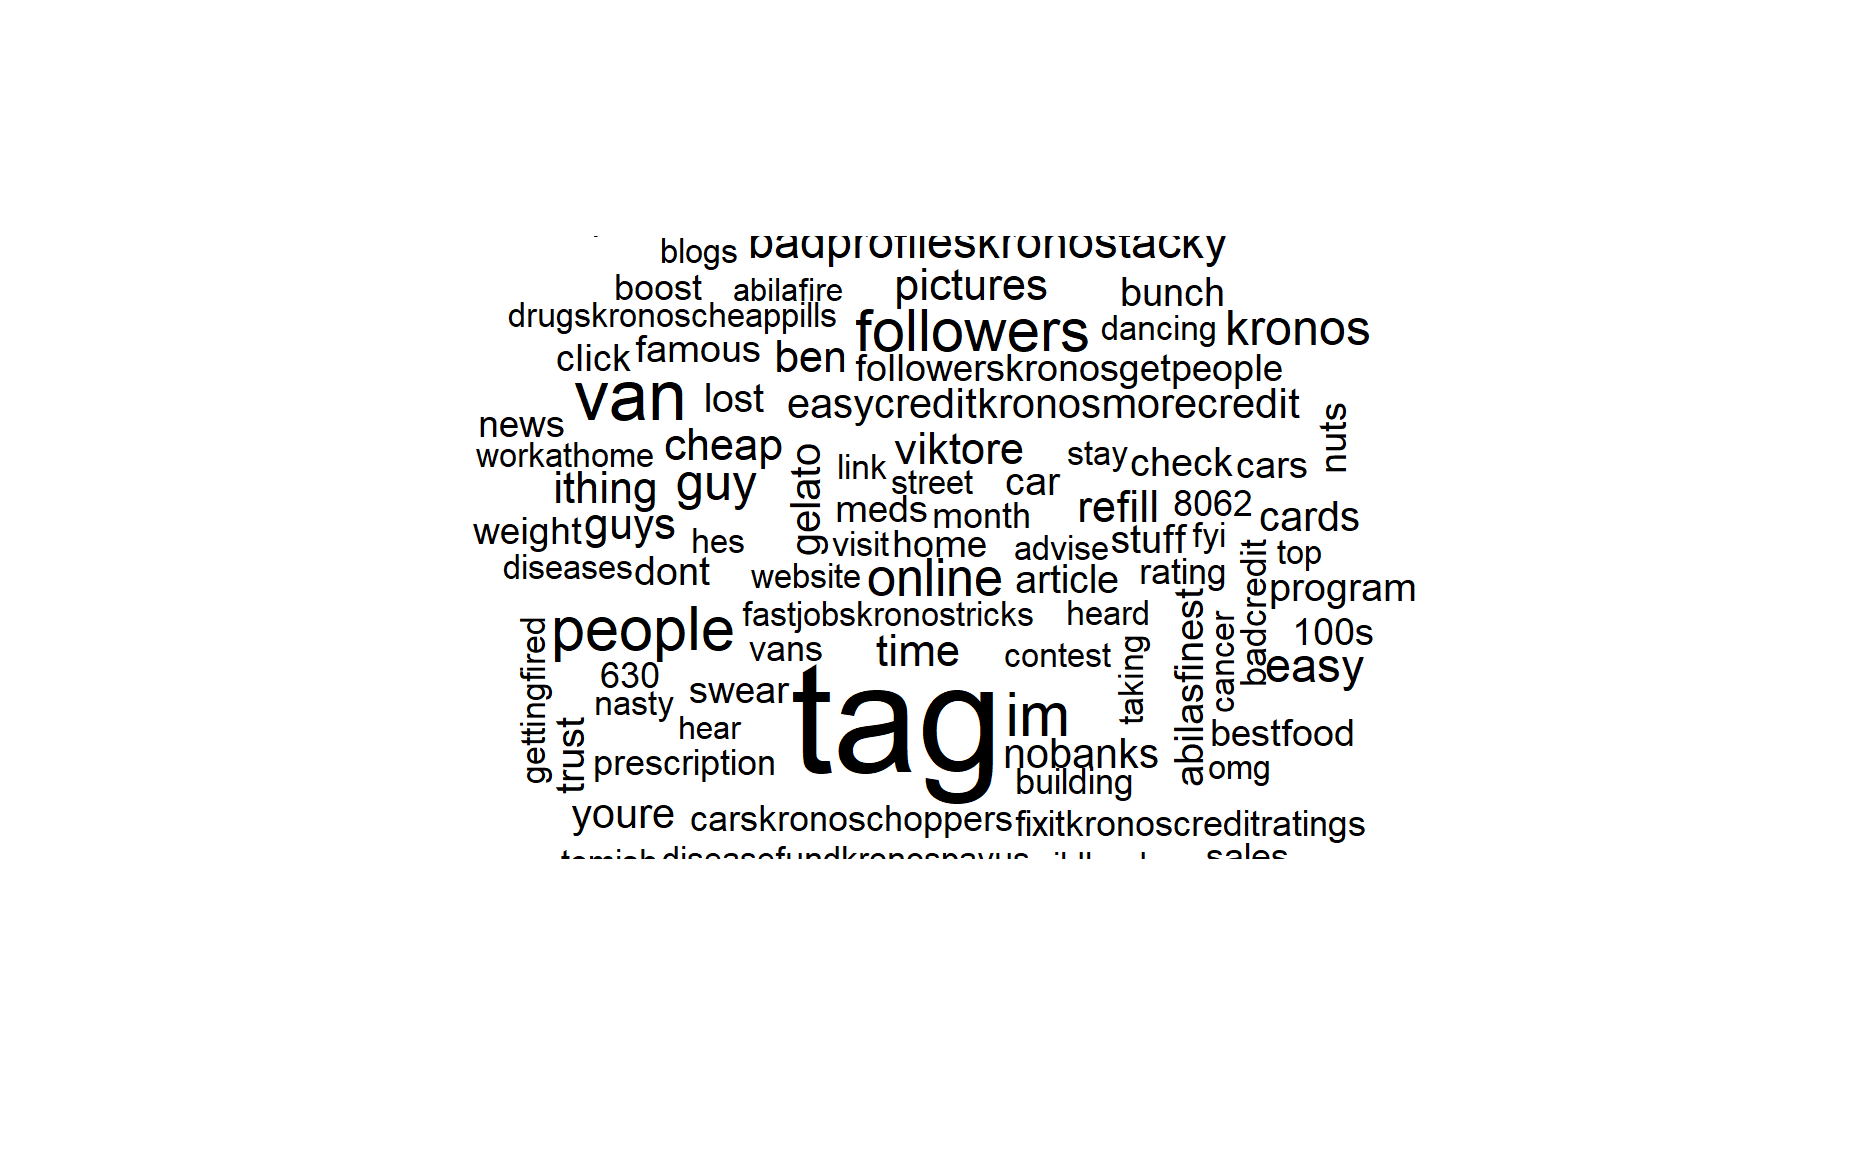 blogs badprofileskronostacky
boost abilafire pictures bunch
drugskronoscheappills followers dancing kronos
click famous ben followerskronosgetpeople
van lost easycreditkronosmorecredit
news nuts
workathome cheap gelato link viktore stay check cars
ithing guy street car
meds month refill 8062 cards
weight guys hes visit home advise stuff fyi
diseases dont website online article rating badcredit top
program
people fastjobskronostricks heard abilasfinest cancer 100s
gettingfired vans time contest taking easy
630
nasty swear tag im
trust hear bestfood
prescription nobanks omg
building
youre carskronoschoppers fixitkronoscreditratings
diseasefundkronospayus sales